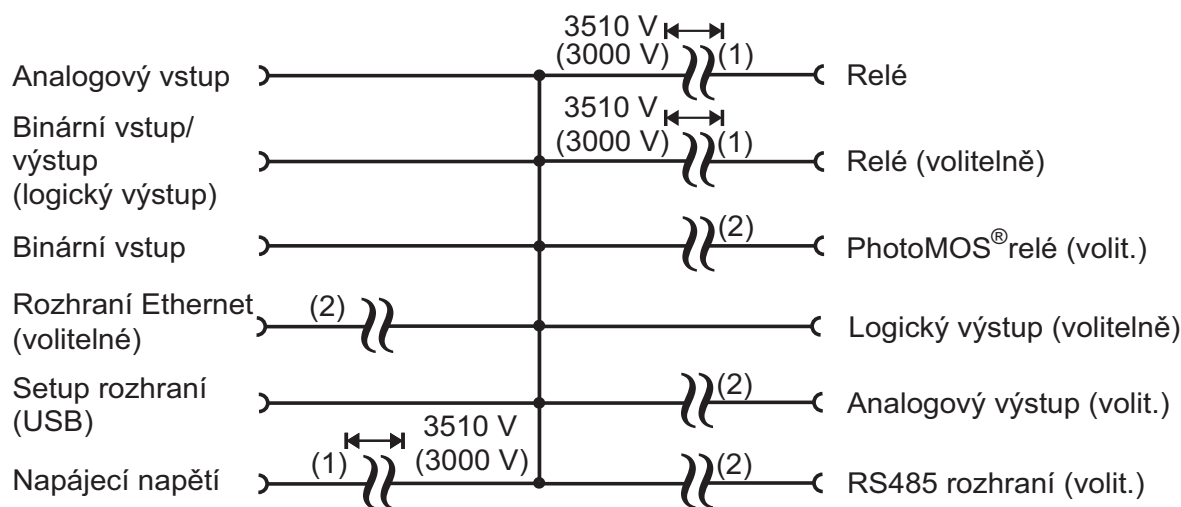 3510 V
(3000 V) (1)
Analogový vstup
Relé
3510 V
(3000 V) (1)
Binární vstup/
výstup
(logický výstup)
Relé (volitelně)
Binární vstup
(2)
PhotoMOS®relé (volit.)
Rozhraní Ethernet
(volitelné)
(2)
Logický výstup (volitelně)
Setup rozhraní
(USB)
(2)
Analogový výstup (volit.)
3510 V
(1) (3000 V)
Napájecí napětí
(2)
RS485 rozhraní (volit.)